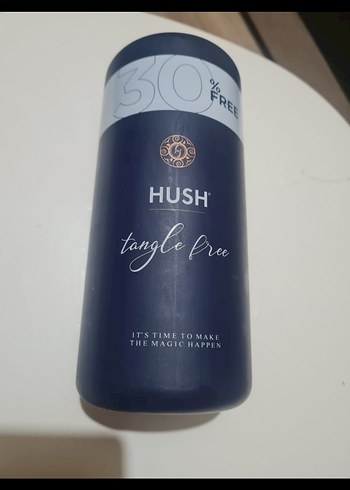 30% FREE
HUSH®
tangle free
IT'S TIME TO MAKE
THE MAGIC HAPPEN